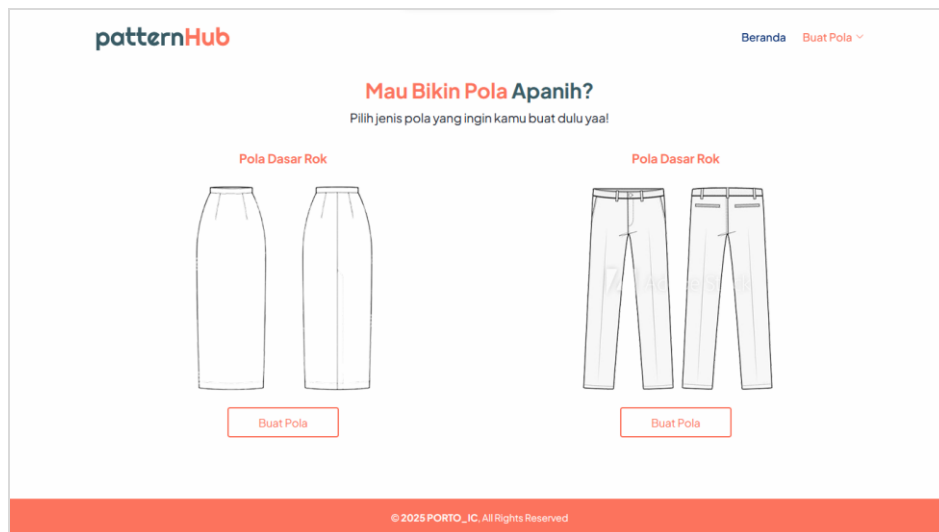 patternHub
Beranda Buat Pola
Mau Bikin Pola Apanih?
Pilih jenis pola yang ingin kamu buat dulu yaa!
Pola Dasar Rok
Pola Dasar Rok
Buat Pola
Buat Pola
© 2025 PORTO_IC, All Rights Reserved